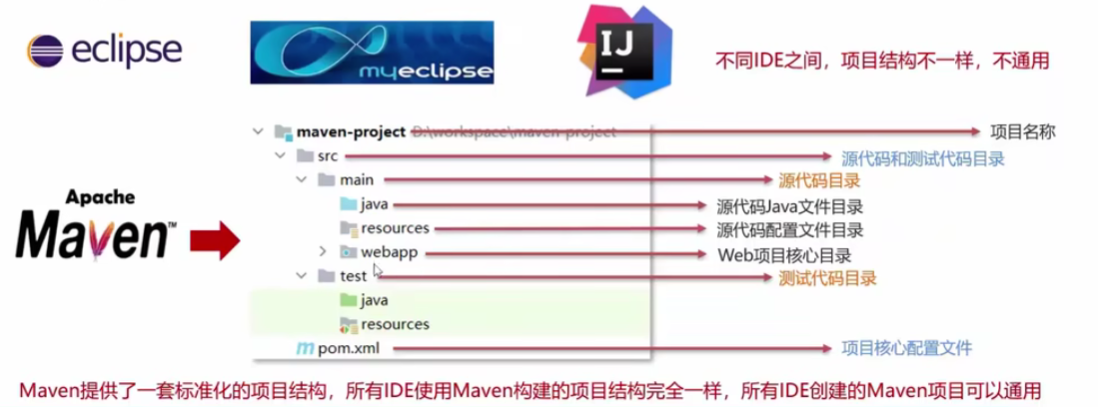 eclipse
myeclipse
IJ
不同IDE之间，项目结构不一样，不通用
maven-project D:\workspace\maven-project
项目名称
src
源代码和测试代码目录
main
源代码目录
java
源代码Java文件目录
resources
源代码配置文件目录
webapp
Web项目核心目录
test
测试代码目录
java
resources
pom.xml
项目核心配置文件
Apache
Maven™
Maven提供了一套标准化的项目结构，所有IDE使用Maven构建的项目结构完全一样，所有IDE创建的Maven项目可以通用